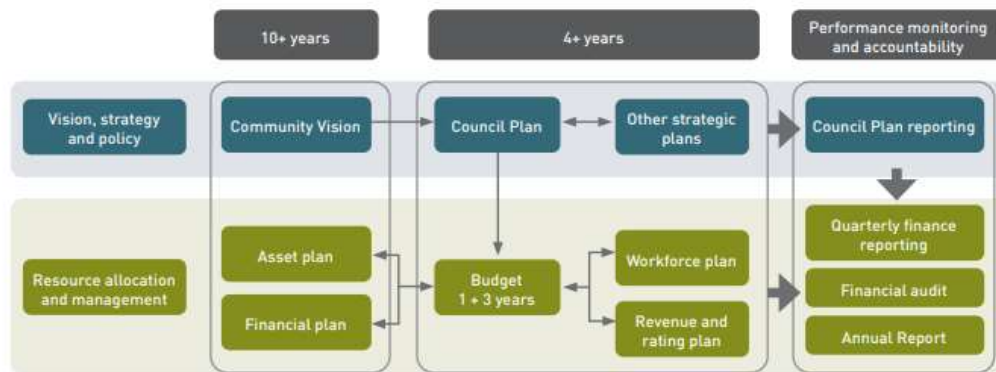 10+ years
4+ years
Performance monitoring
and accountability
Vision, strategy
and policy
Community Vision
Council Plan
Other strategic
plans
Council Plan reporting
Resource allocation
and management
Asset plan
Financial plan
Budget
1 + 3 years
Workforce plan
Revenue and
rating plan
Quarterly finance
reporting
Financial audit
Annual Report